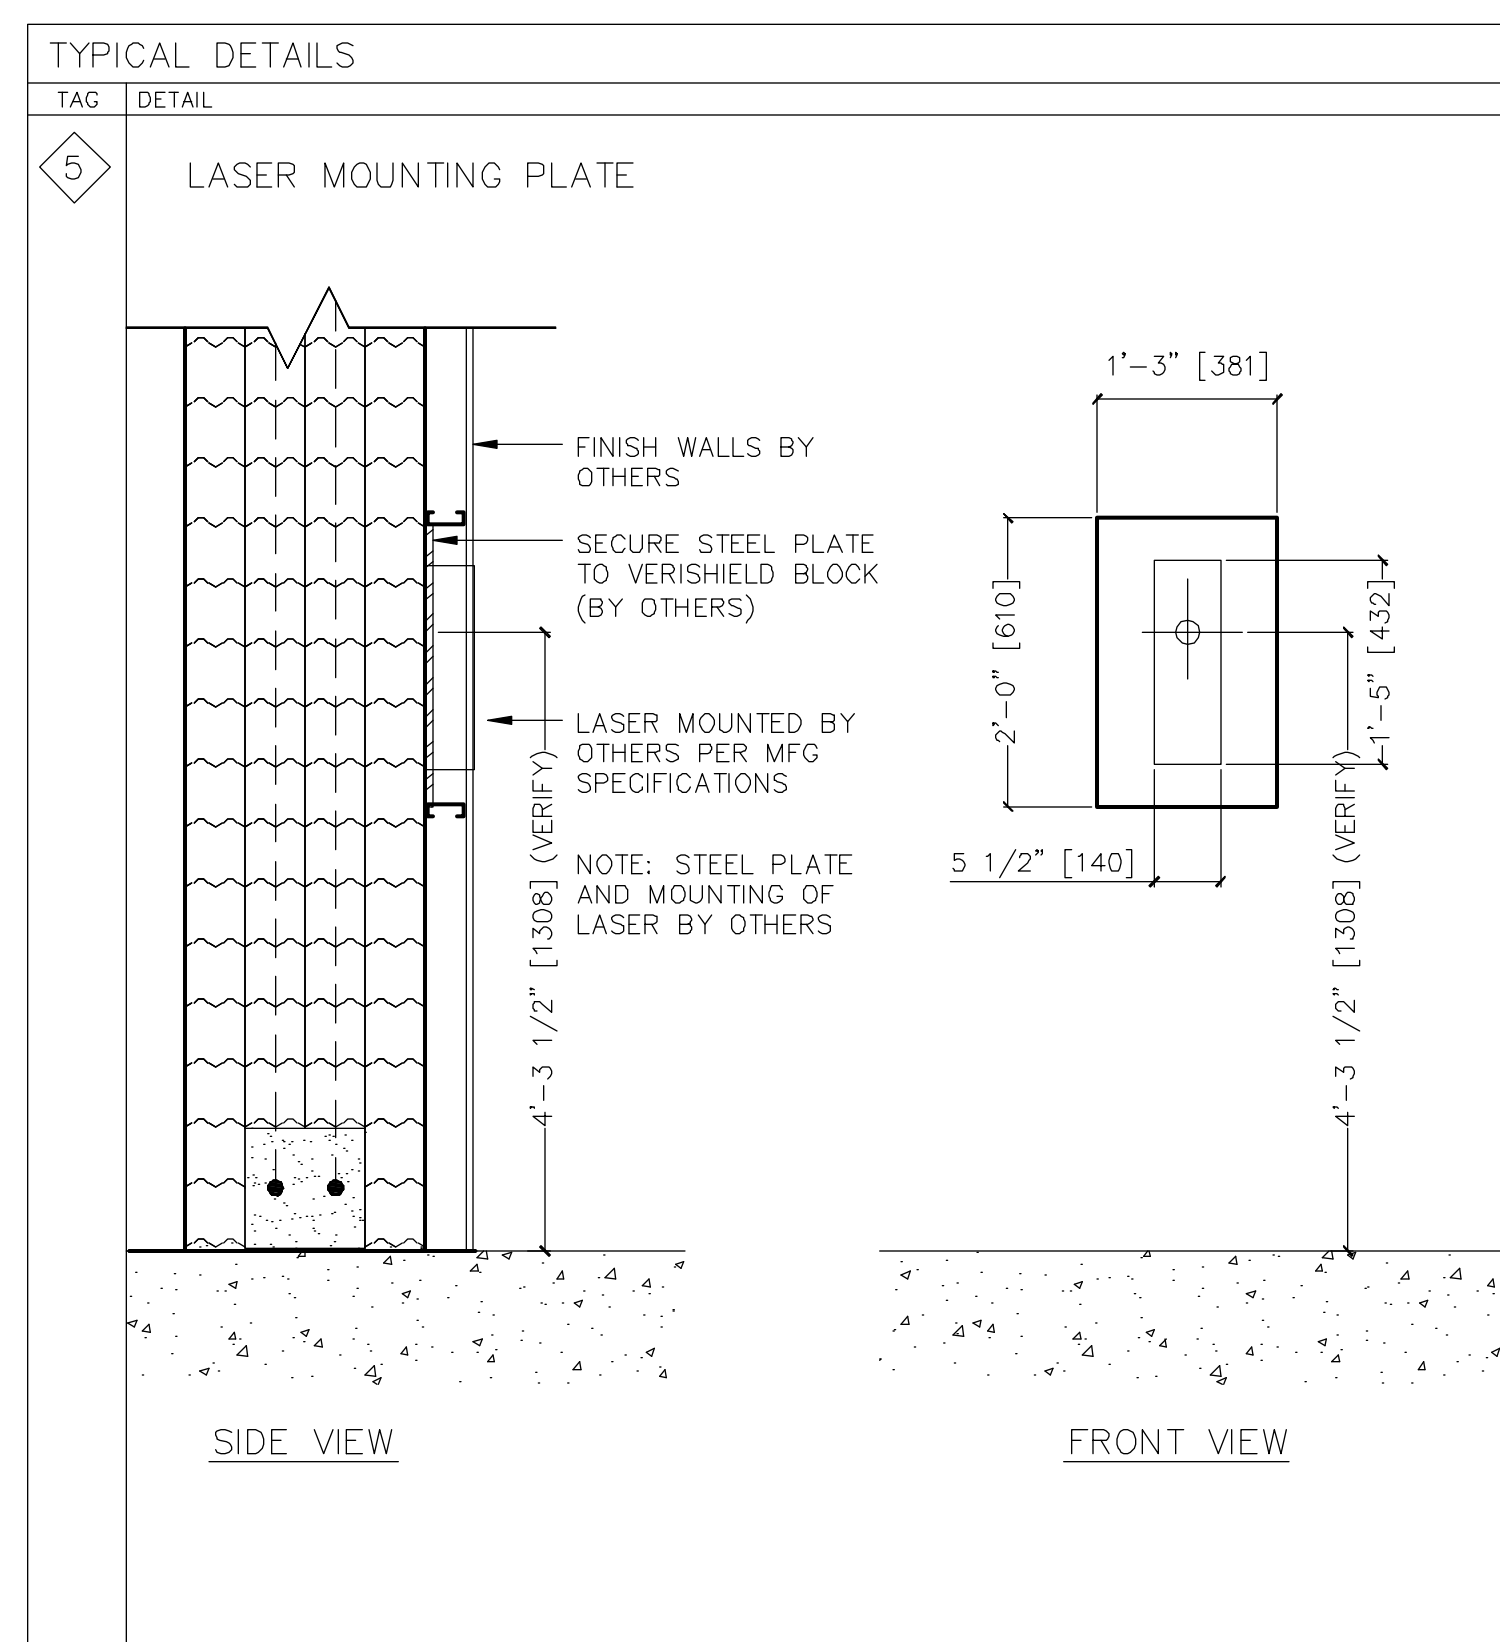 TYPICAL DETAILS
TAG
DETAIL
5
LASER MOUNTING PLATE
FINISH WALLS BY
OTHERS
SECURE STEEL PLATE
TO VERISHIELD BLOCK
(BY OTHERS)
LASER MOUNTED BY
OTHERS PER MFG
SPECIFICATIONS
NOTE: STEEL PLATE
AND MOUNTING OF
LASER BY OTHERS
4'-3 1/2" [1308] (VERIFY)
1'-3" [381]
2'-0" [610]
1'-5" [432]
5 1/2" [140]
4'-3 1/2" [1308] (VERIFY)
SIDE VIEW
FRONT VIEW